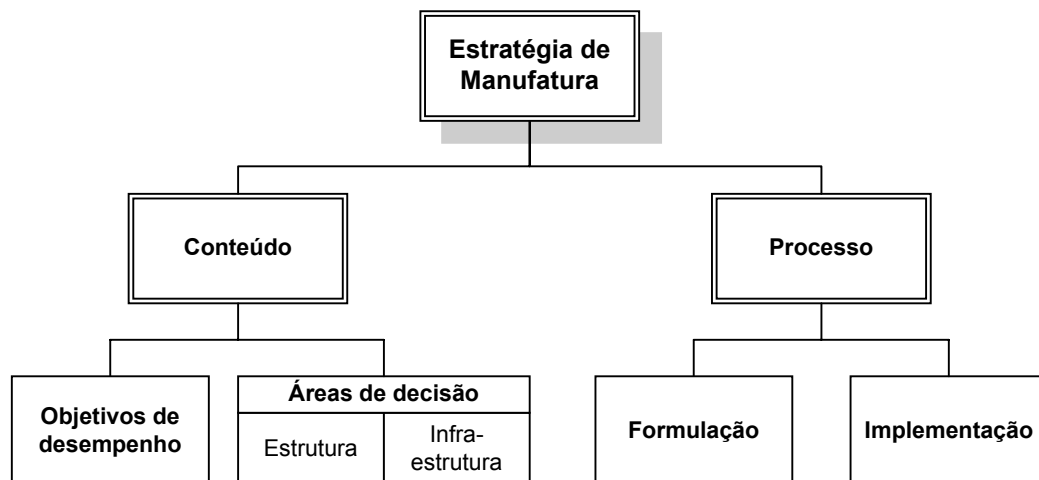 Estratégia de
Manufatura
Conteúdo
Processo
Objetivos de
desempenho
Áreas de decisão
Estrutura
Infra-
estrutura
Formulação
Implementação